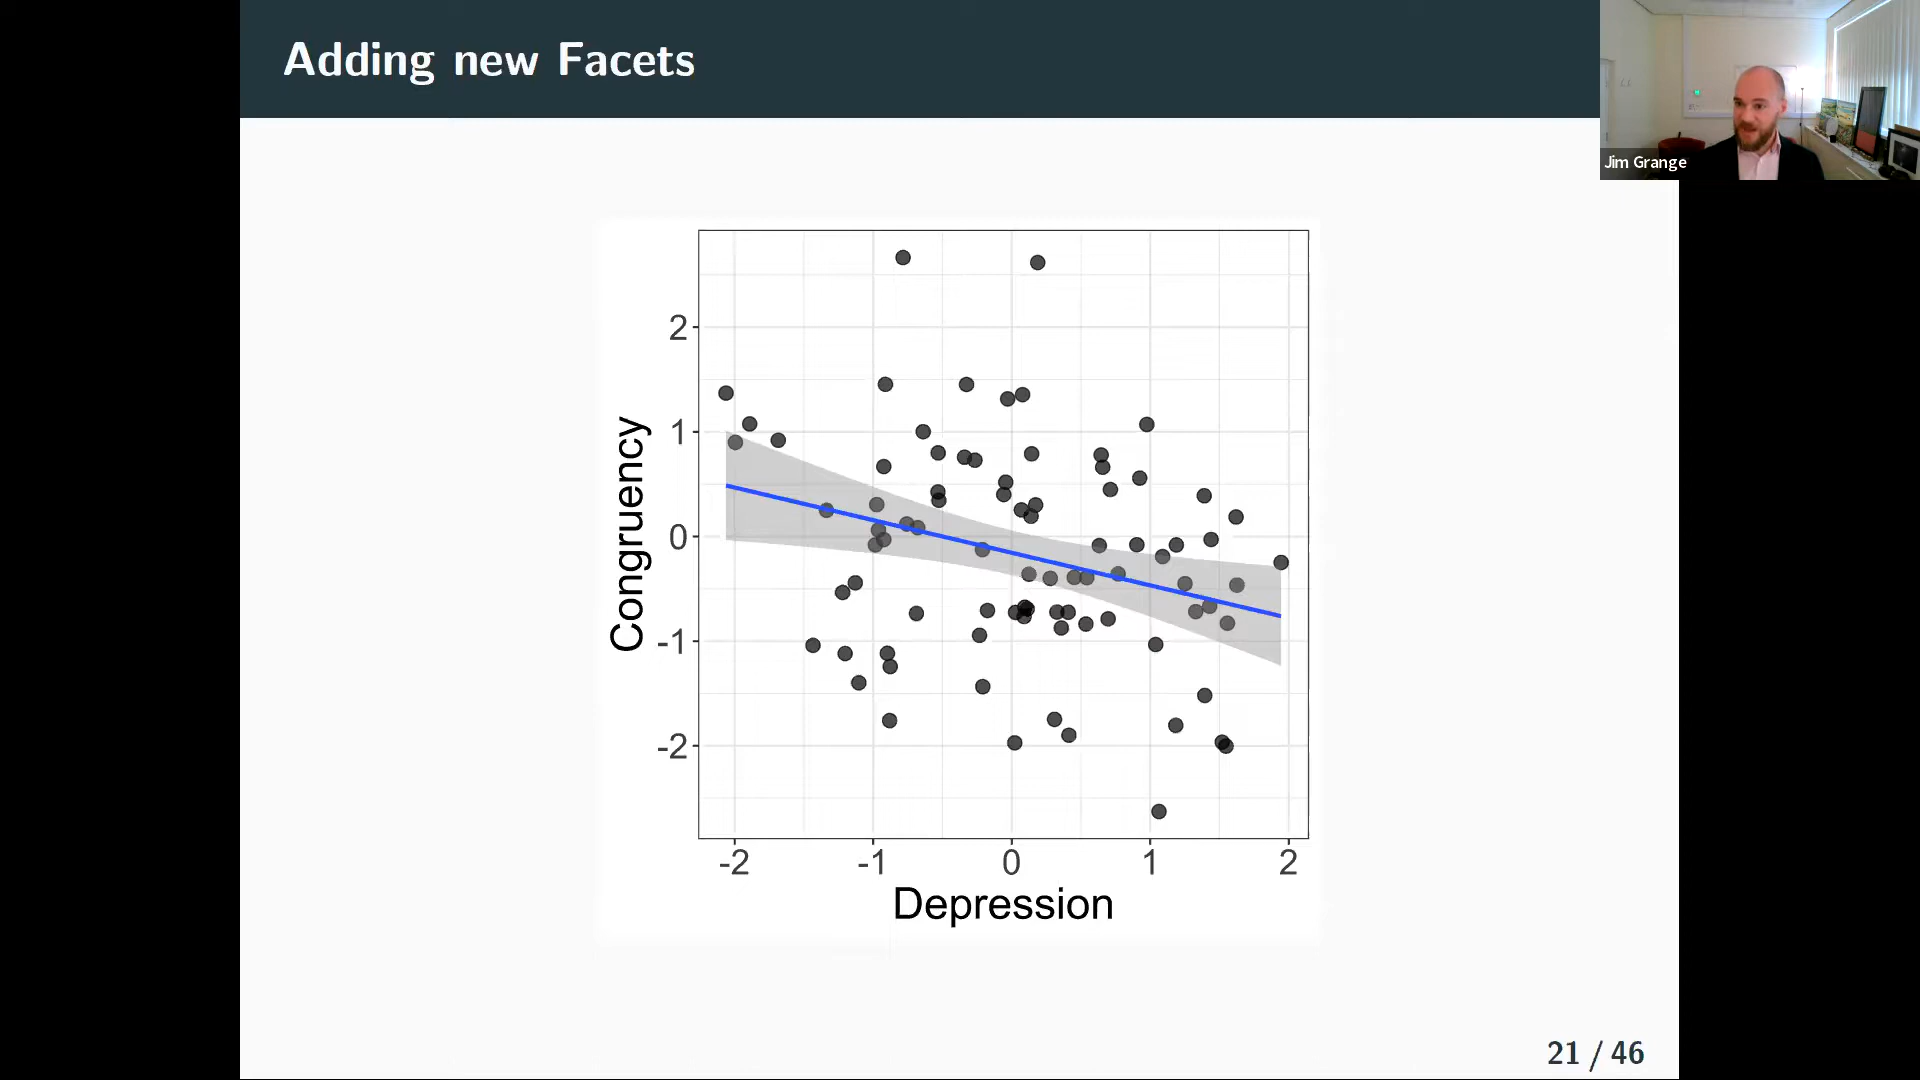 Adding new Facets
Jim Grange
Congruency
2
1
0
-1
-2
-2 -1 0 1 2
Depression
21 / 46